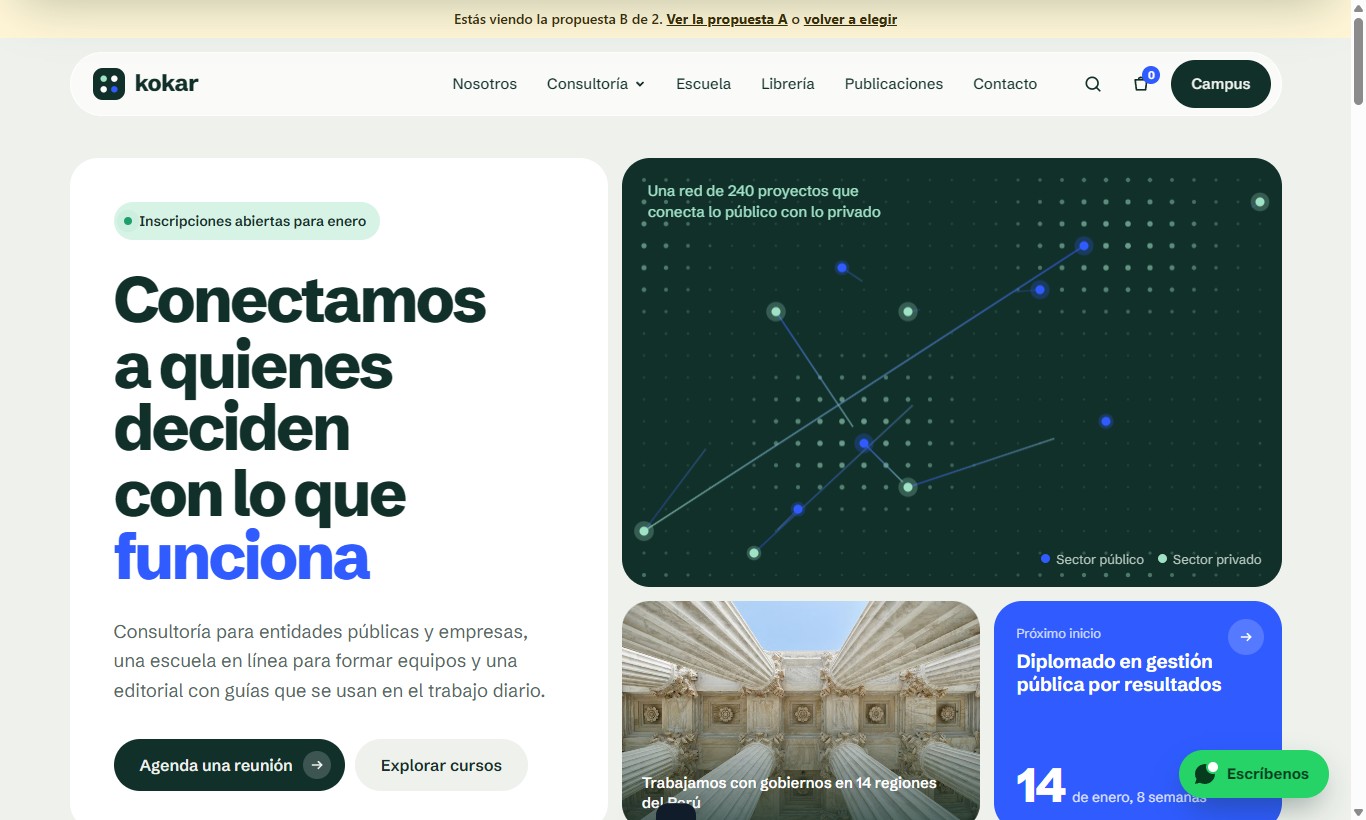 Estás viendo la propuesta B de 2. Ver la propuesta A o volver a elegir
kokar
Nosotros
Consultoría
Escuela
Librería
Publicaciones
Contacto
0
Campus
Inscripciones abiertas para enero
Conectamos
a quienes
deciden
con lo que
funciona
Consultoría para entidades públicas y empresas,
una escuela en línea para formar equipos y una
editorial con guías que se usan en el trabajo diario.
Agenda una reunión
Explorar cursos
Una red de 240 proyectos que
conecta lo público con lo privado
Sector público
Sector privado
Trabajamos con gobiernos en 14 regiones
del Perú
Próximo inicio
Diplomado en gestión
pública por resultados
14 de enero, 8 semanas
Escríbenos